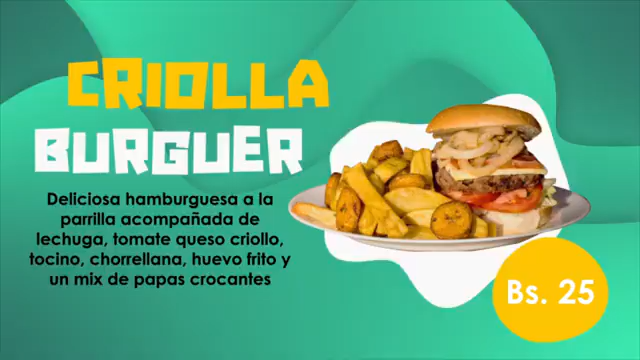 CRIOLLA
BURGUER
Deliciosa hamburguesa a la
parrilla acompañada de
lechuga, tomate queso criollo,
tocino, chorrellana, huevo frito y
un mix de papas crocantes
Bs. 25